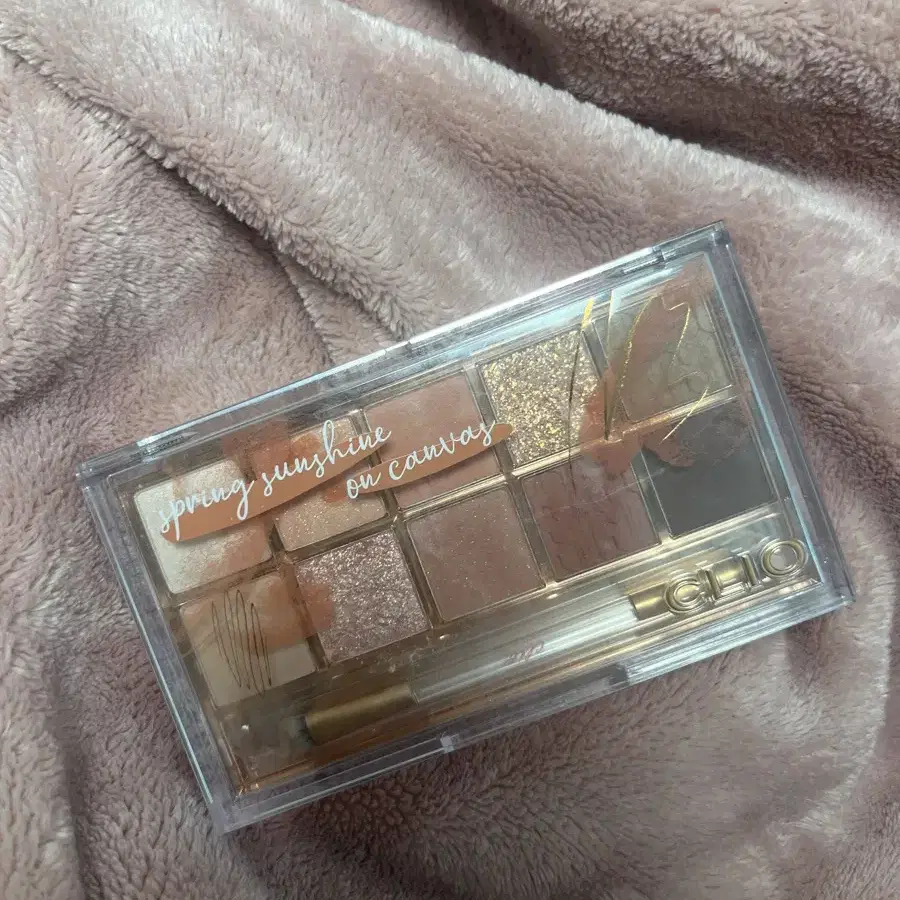 spring sunshine
on canvas
CLIO